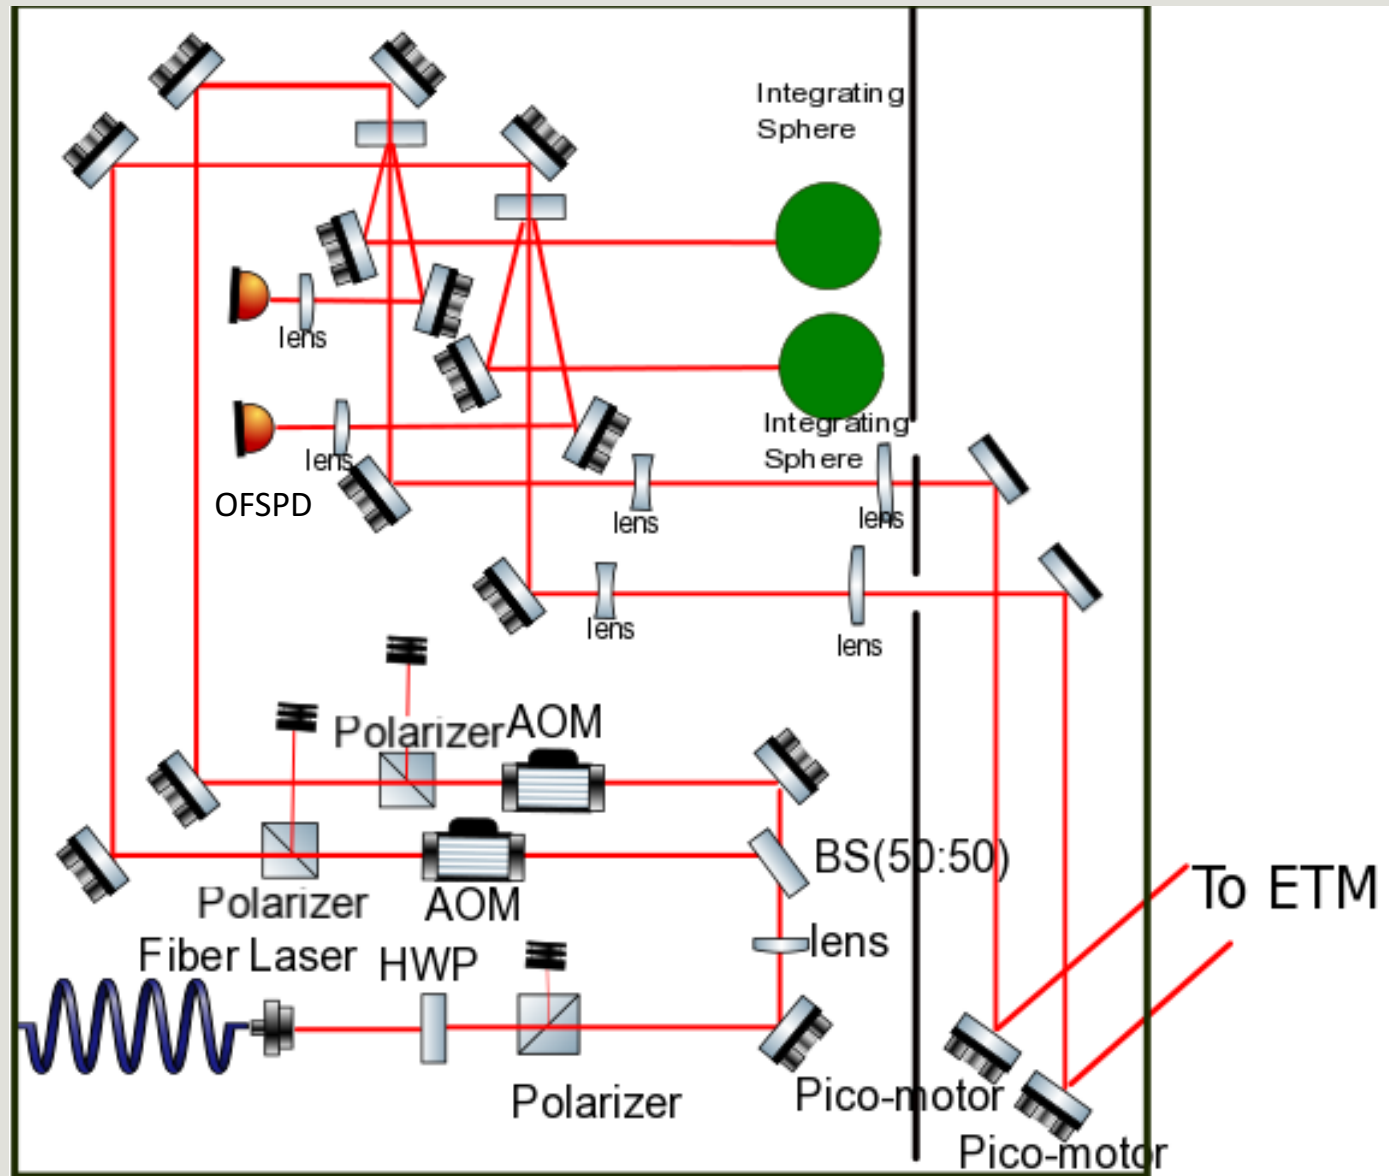 Integrating
Sphere
lens
Integrating
Sphere
lens
OFSPD
lens
lens
lens
lens
Polarizer
AOM
BS(50:50)
To ETM
Polarizer
AOM
lens
Fiber Laser
HWP
Polarizer
Pico-motor
Pico-motor